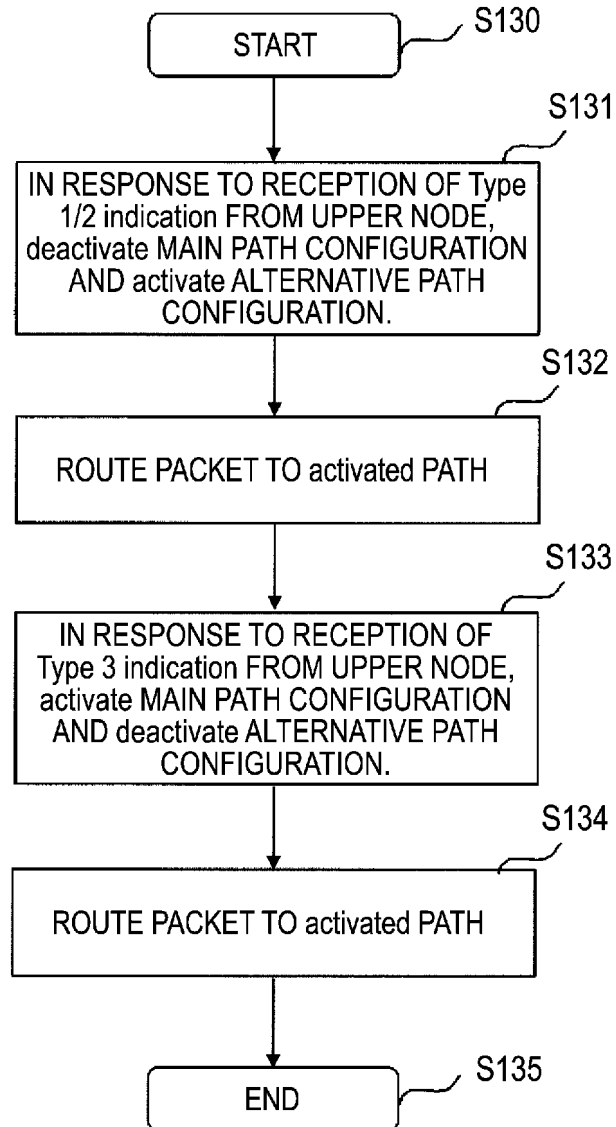 START
S130
S131
IN RESPONSE TO RECEPTION OF Type
1/2 indication FROM UPPER NODE,
deactivate MAIN PATH CONFIGURATION
AND activate ALTERNATIVE PATH
CONFIGURATION.
S132
ROUTE PACKET TO activated PATH
S133
IN RESPONSE TO RECEPTION OF
Type 3 indication FROM UPPER NODE,
activate MAIN PATH CONFIGURATION
AND deactivate ALTERNATIVE PATH
CONFIGURATION.
S134
ROUTE PACKET TO activated PATH
S135
END